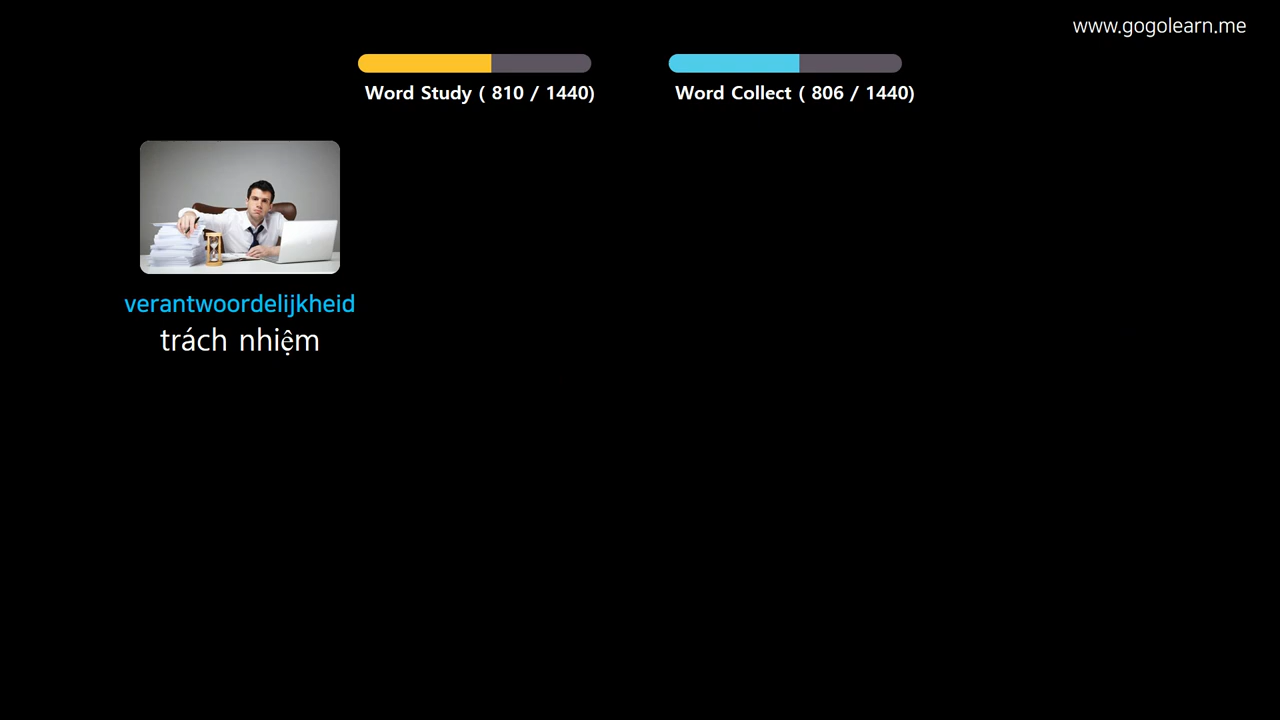 www.gogolearn.me
Word Study ( 810 / 1440)
Word Collect ( 806 / 1440)
verantwoordelijkheid
trách nhiệm